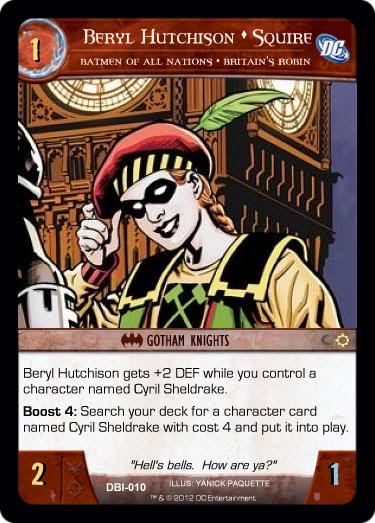 1
BERYL HUTCHISON ♦ SQUIRE
DC
BATMEN OF ALL NATIONS • BRITAIN'S ROBIN
GOTHAM KNIGHTS
Beryl Hutchison gets +2 DEF while you control a
character named Cyril Sheldrake.
Boost 4: Search your deck for a character card
named Cyril Sheldrake with cost 4 and put it into play.
"Hell's bells.  How are ya?"
2
DBI-010
ILLUS: YANICK PAQUETTE
1
™ & © 2012 DC Entertainment